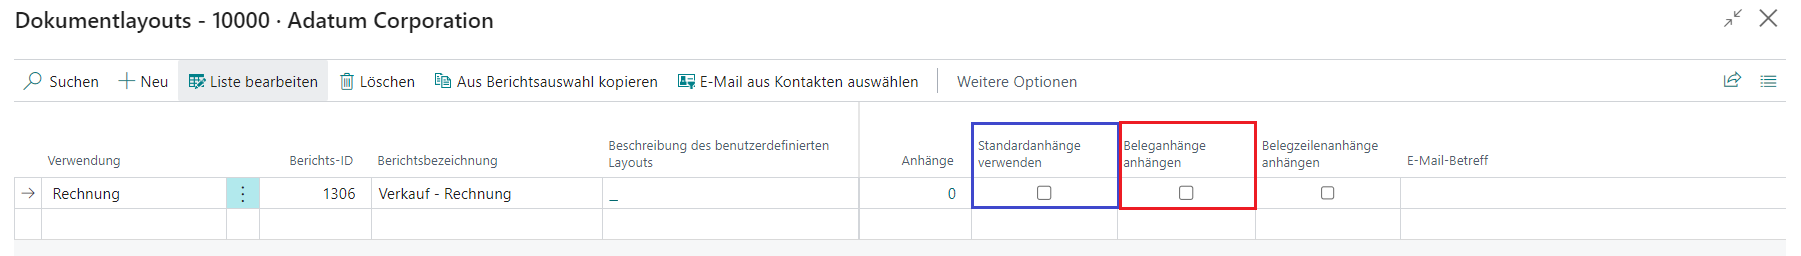 Dokumentlayouts - 10000 · Adatum Corporation
Suchen Neu Liste bearbeiten Löschen Aus Berichtsauswahl kopieren E-Mail aus Kontakten auswählen Weitere Optionen
Verwendung Berichts-ID Berichtsbezeichnung Beschreibung des benutzerdefinierten Layouts Anhänge Standardanhänge verwenden Beleganhänge anhängen Belegzeilenanhänge anhängen E-Mail-Betreff
Rechnung 1306 Verkauf - Rechnung _ 0